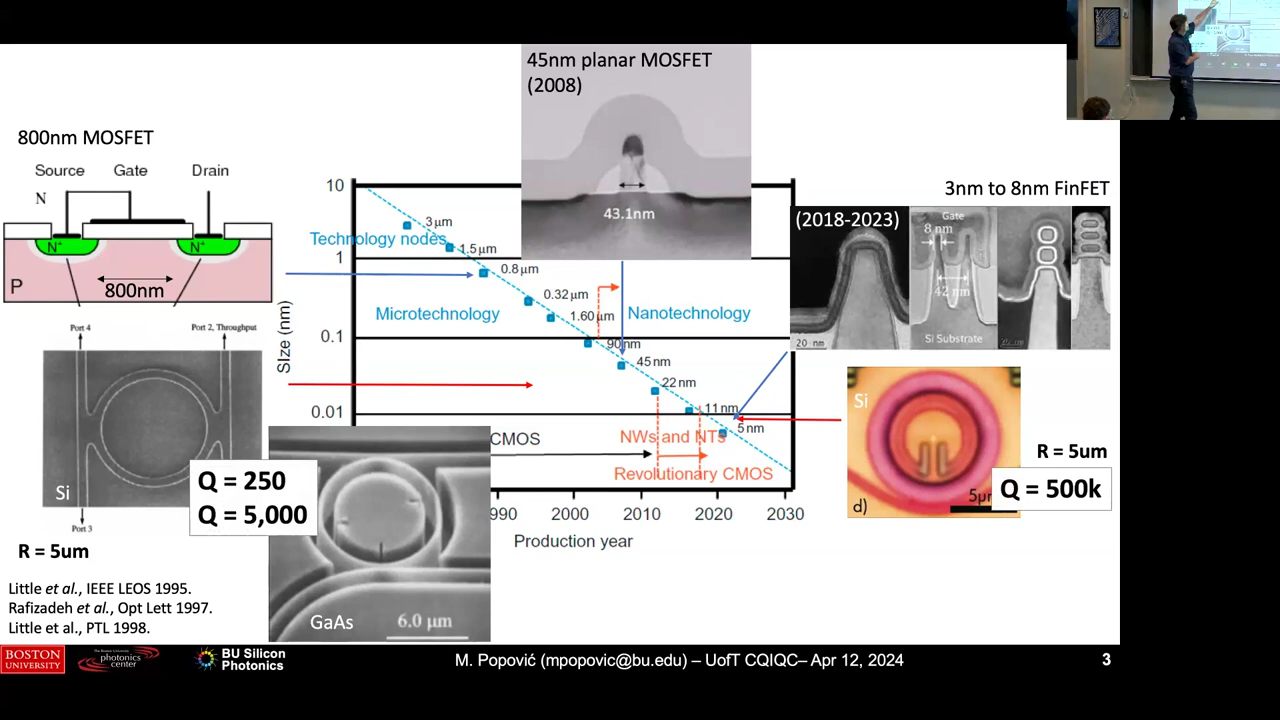 45nm planar MOSFET
(2008)
43.1nm
800nm MOSFET
Source Gate Drain
N
N+ N+
P
800nm
3nm to 8nm FinFET
(2018-2023)
Gate
8 nm
42 nm
Si Substrate
20 nm
SIze (nm)
10
1
0.1
0.01
Technology nodes
3 µm
1.5 µm
0.8 µm
0.32 µm
1.60 µm
90 nm
45 nm
22 nm
11 nm
5 nm
Microtechnology
Nanotechnology
CMOS
NWs and NTs
Revolutionary CMOS
990 2000 2010 2020 2030
Production year
Port 4
Port 2, Throughput
Si
Port 3
R = 5um
Q = 250
Q = 5,000
GaAs
6.0 µm
Si
d)
5µm
R = 5um
Q = 500k
Little et al., IEEE LEOS 1995.
Rafizadeh et al., Opt Lett 1997.
Little et al., PTL 1998.
BOSTON
UNIVERSITY
photonics
center
BU Silicon
Photonics
M. Popović (mpopovic@bu.edu) – UofT CQIQC– Apr 12, 2024
3